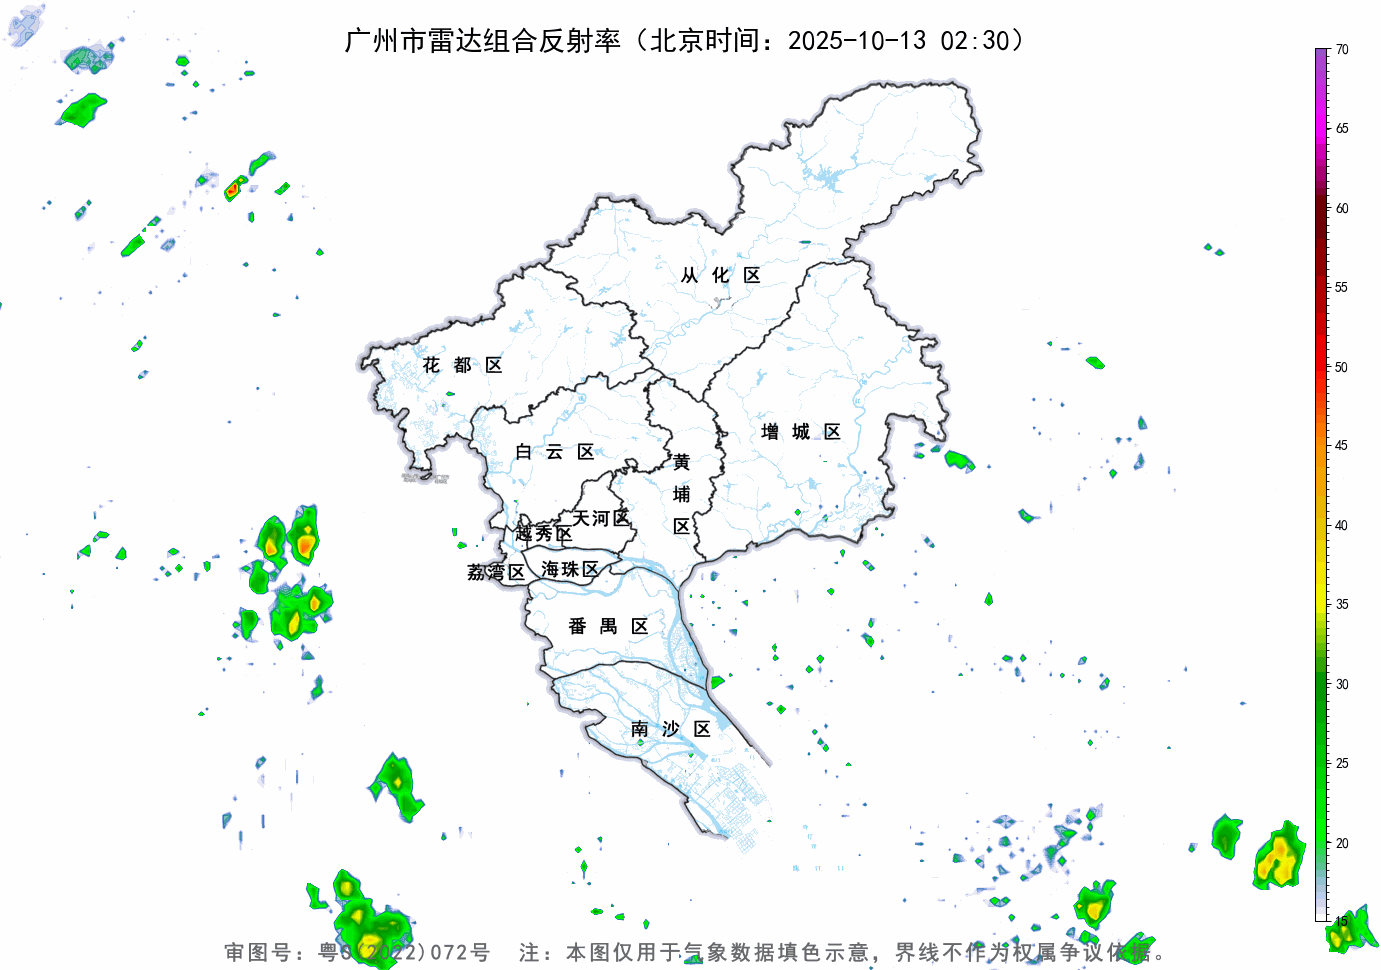 广州市雷达组合反射率（北京时间：2025-10-13 02:30）
70
65
60
55
50
45
40
35
30
25
20
15
从化区
花都区
增城区
白云区
黄埔区
天河区
越秀区
荔湾区
海珠区
番禺区
南沙区
审图号：粤S(2022)072号 注：本图仅用于气象数据填色示意，界线不作为权属争议依据。